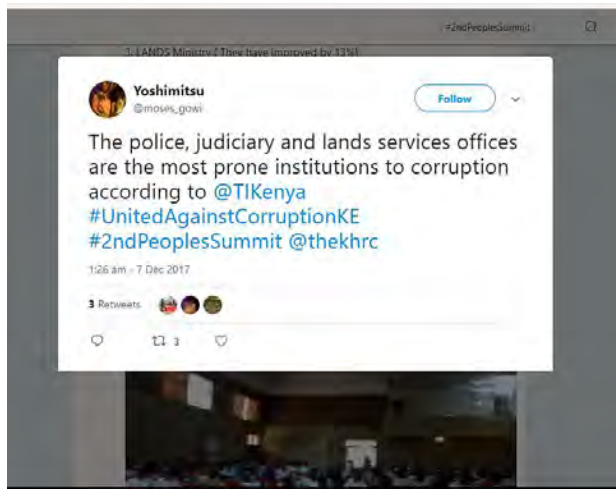 #2ndPeoplesSummit
3. LANDS Ministry ( They have improved by 13%)
Yoshimitsu
@moses_gowi
Follow
The police, judiciary and lands services offices
are the most prone institutions to corruption
according to @TIKenya
#UnitedAgainstCorruptionKE
#2ndPeoplesSummit @thekhrc
1:26 am - 7 Dec 2017
3 Retweets
3